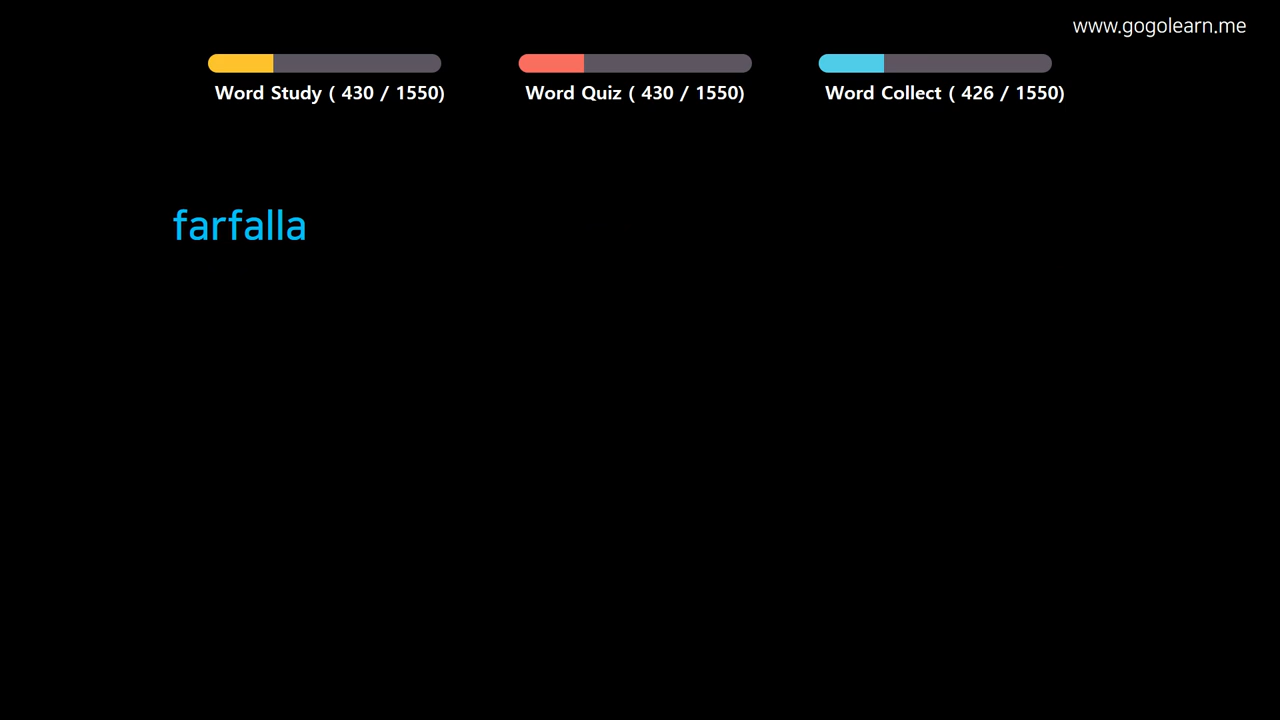 www.gogolearn.me
Word Study ( 430 / 1550)
Word Quiz ( 430 / 1550)
Word Collect ( 426 / 1550)
farfalla